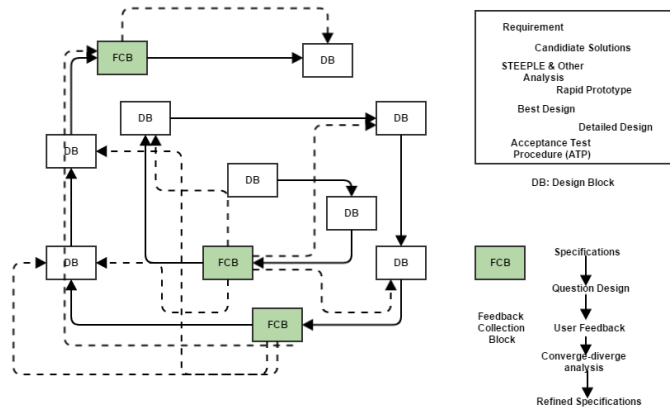 FCB
DB
DB
DB
DB
DB
DB
DB
FCB
DB
FCB
Requirement
Candidate Solutions
STEEPLE & Other
Analysis
Rapid Prototype
Best Design
Detailed Design
Acceptance Test
Procedure (ATP)
DB: Design Block
FCB
Feedback
Collection
Block
Specifications
Question Design
User Feedback
Converge-diverge
analysis
Refined Specifications